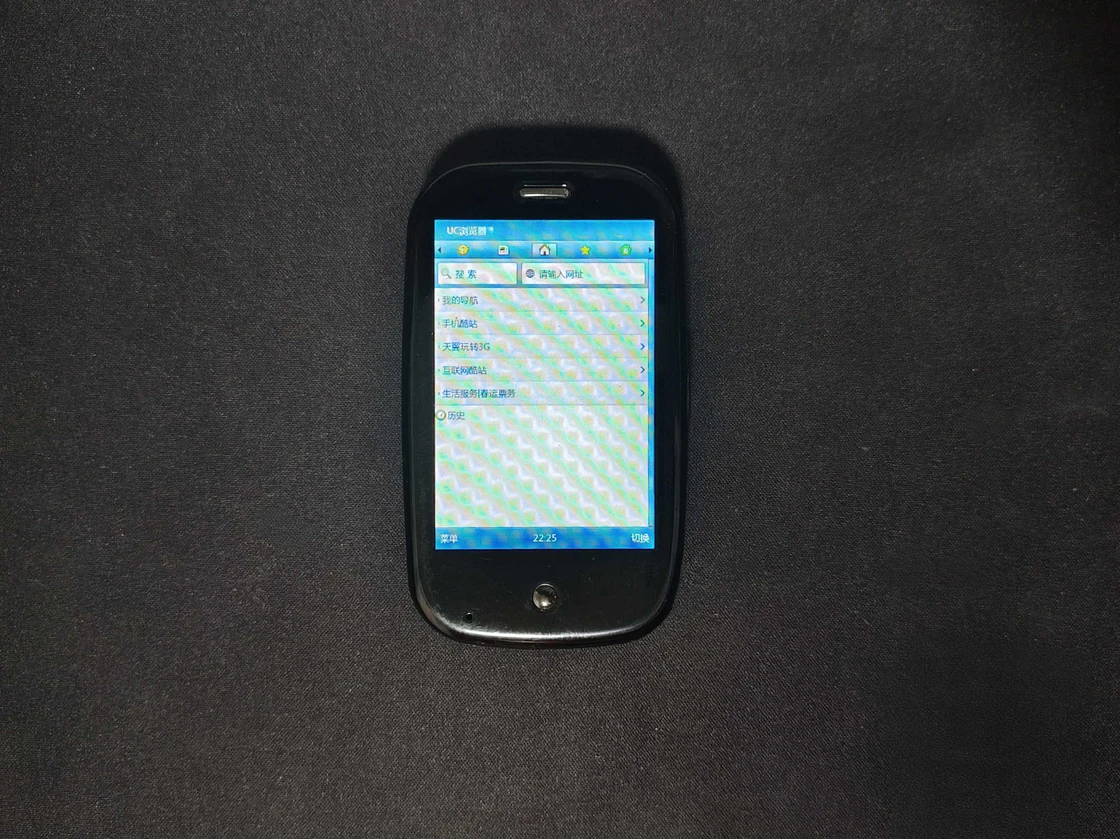 UC浏览器
搜索 请输入网址
我的导航
手机酷站
天翼玩转3G
互联网酷站
生活服务|春运票务
历史
菜单 22:25 切换